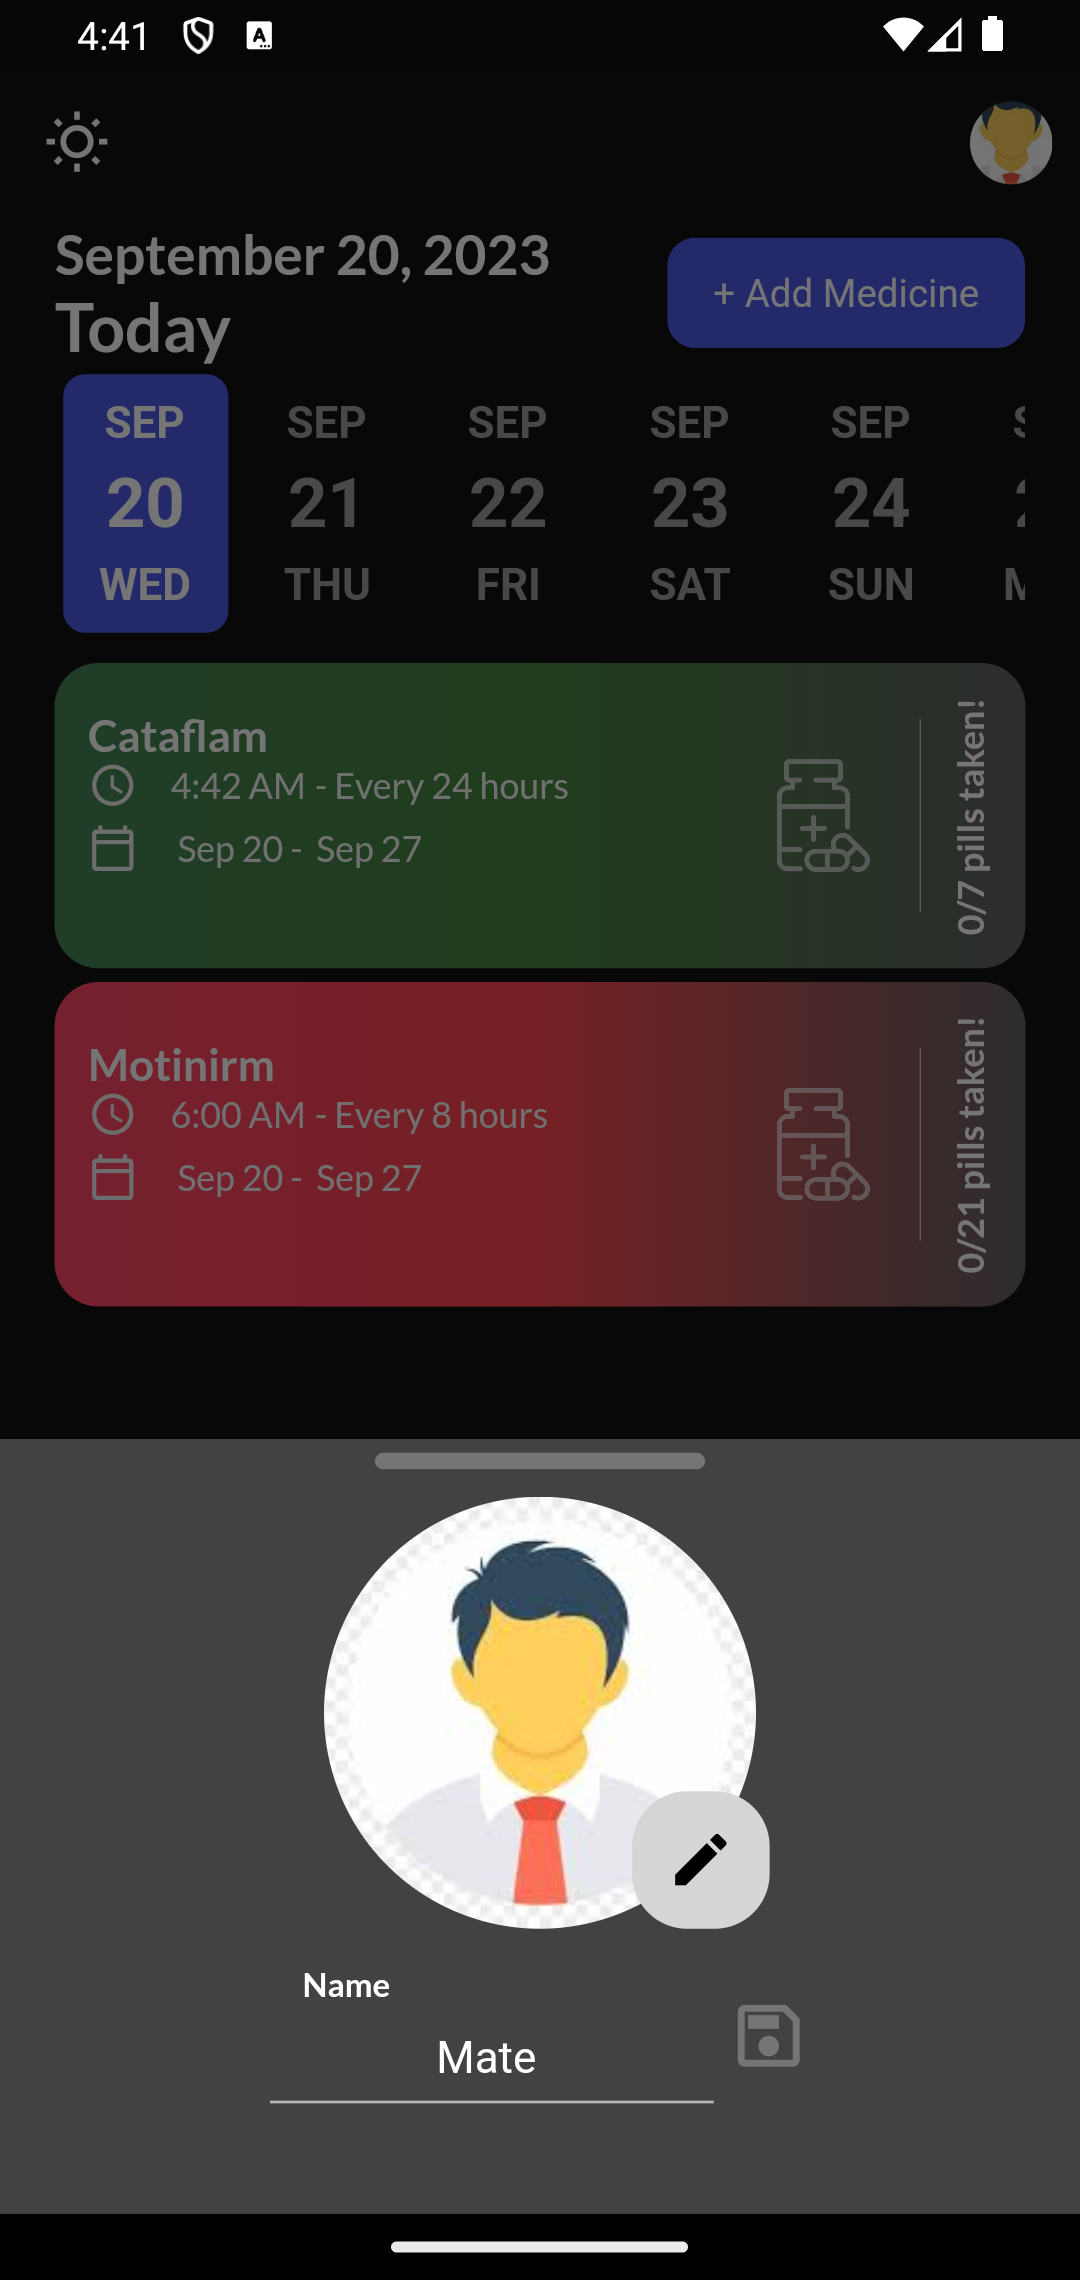 4:41
September 20, 2023
Today
+ Add Medicine
SEP SEP SEP SEP SEP
20 21 22 23 24
WED THU FRI SAT SUN
Cataflam
4:42 AM - Every 24 hours
Sep 20 - Sep 27
0/7 pills taken!
Motinirm
6:00 AM - Every 8 hours
Sep 20 - Sep 27
0/21 pills taken!
Name
Mate